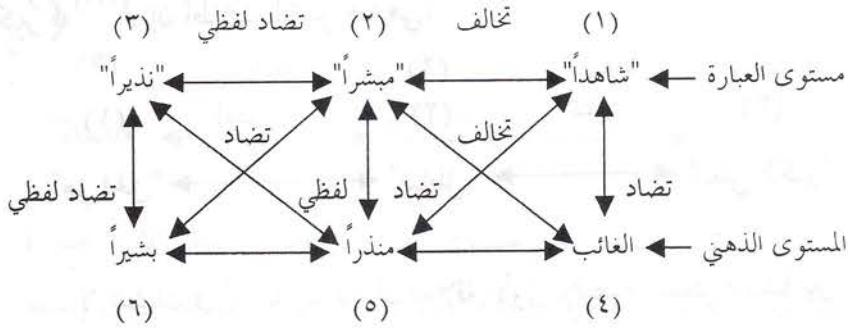 (١) تخالف (٢) تضاد لفظي (٣)
مستوى العبارة "شاهداً" "مبشراً" "نذيراً"
تخالف تضاد
تضاد تضاد لفظي تضاد لفظي
المستوى الذهني الغائب منذراً بشيراً
(٤) (٥) (٦)